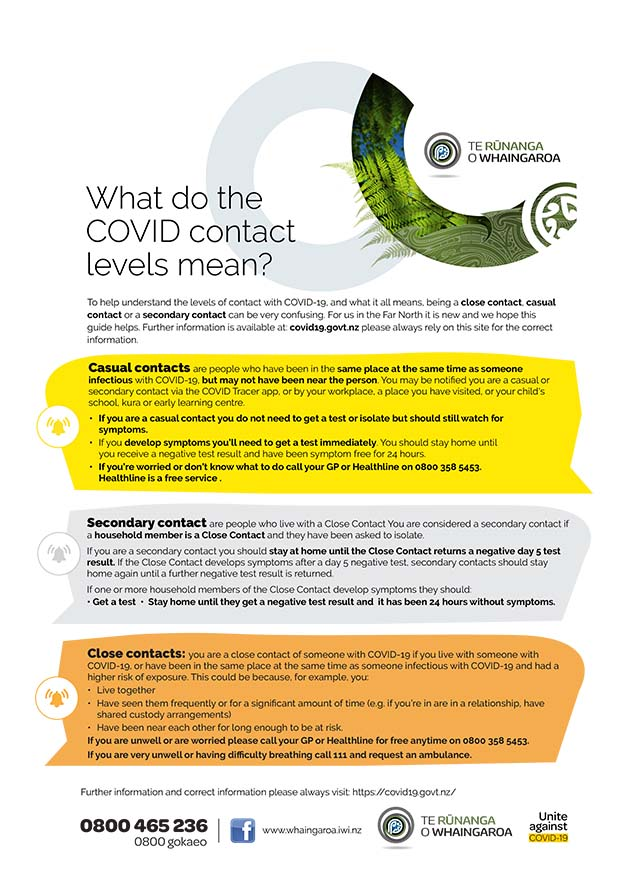 TE RŪNANGA
O WHAINGAROA
What do the
COVID contact
levels mean?
To help understand the levels of contact with COVID-19, and what it all means, being a close contact, casual
contact or a secondary contact can be very confusing. For us in the Far North it is new and we hope this
guide helps. Further information is available at: covid19.govt.nz please always rely on this site for the correct
information.
Casual contacts are people who have been in the same place at the same time as someone
infectious with COVID-19, but may not have been near the person. You may be notified you are a casual or
secondary contact via the COVID Tracer app, or by your workplace, a place you have visited, or your child's
school, kura or early learning centre.
• If you are a casual contact you do not need to get a test or isolate but should still watch for
symptoms.
• If you develop symptoms you'll need to get a test immediately. You should stay home until
you receive a negative test result and have been symptom free for 24 hours.
• If you're worried or don't know what to do call your GP or Healthline on 0800 358 5453.
Healthline is a free service .
Secondary contact are people who live with a Close Contact You are considered a secondary contact if
a household member is a Close Contact and they have been asked to isolate.
If you are a secondary contact you should stay at home until the Close Contact returns a negative day 5 test
result. If the Close Contact develops symptoms after a day 5 negative test, secondary contacts should stay
home again until a further negative test result is returned.
If one or more household members of the Close Contact develop symptoms they should:
• Get a test • Stay home until they get a negative test result and it has been 24 hours without symptoms.
Close contacts: you are a close contact of someone with COVID-19 if you live with someone with
COVID-19, or have been in the same place at the same time as someone infectious with COVID-19 and had a
higher risk of exposure. This could be because, for example, you:
• Live together
• Have seen them frequently or for a significant amount of time (e.g. if you're in are in a relationship, have
shared custody arrangements)
• Have been near each other for long enough to be at risk.
If you are unwell or are worried please call your GP or Healthline for free anytime on 0800 358 5453.
If you are very unwell or having difficulty breathing call 111 and request an ambulance.
Further information and correct information please always visit: https://covid19.govt.nz/
0800 465 236
0800 gokaeo
f
www.whaingaroa.iwi.nz
TE RŪNANGA
O WHAINGAROA
Unite
against
COVID-19